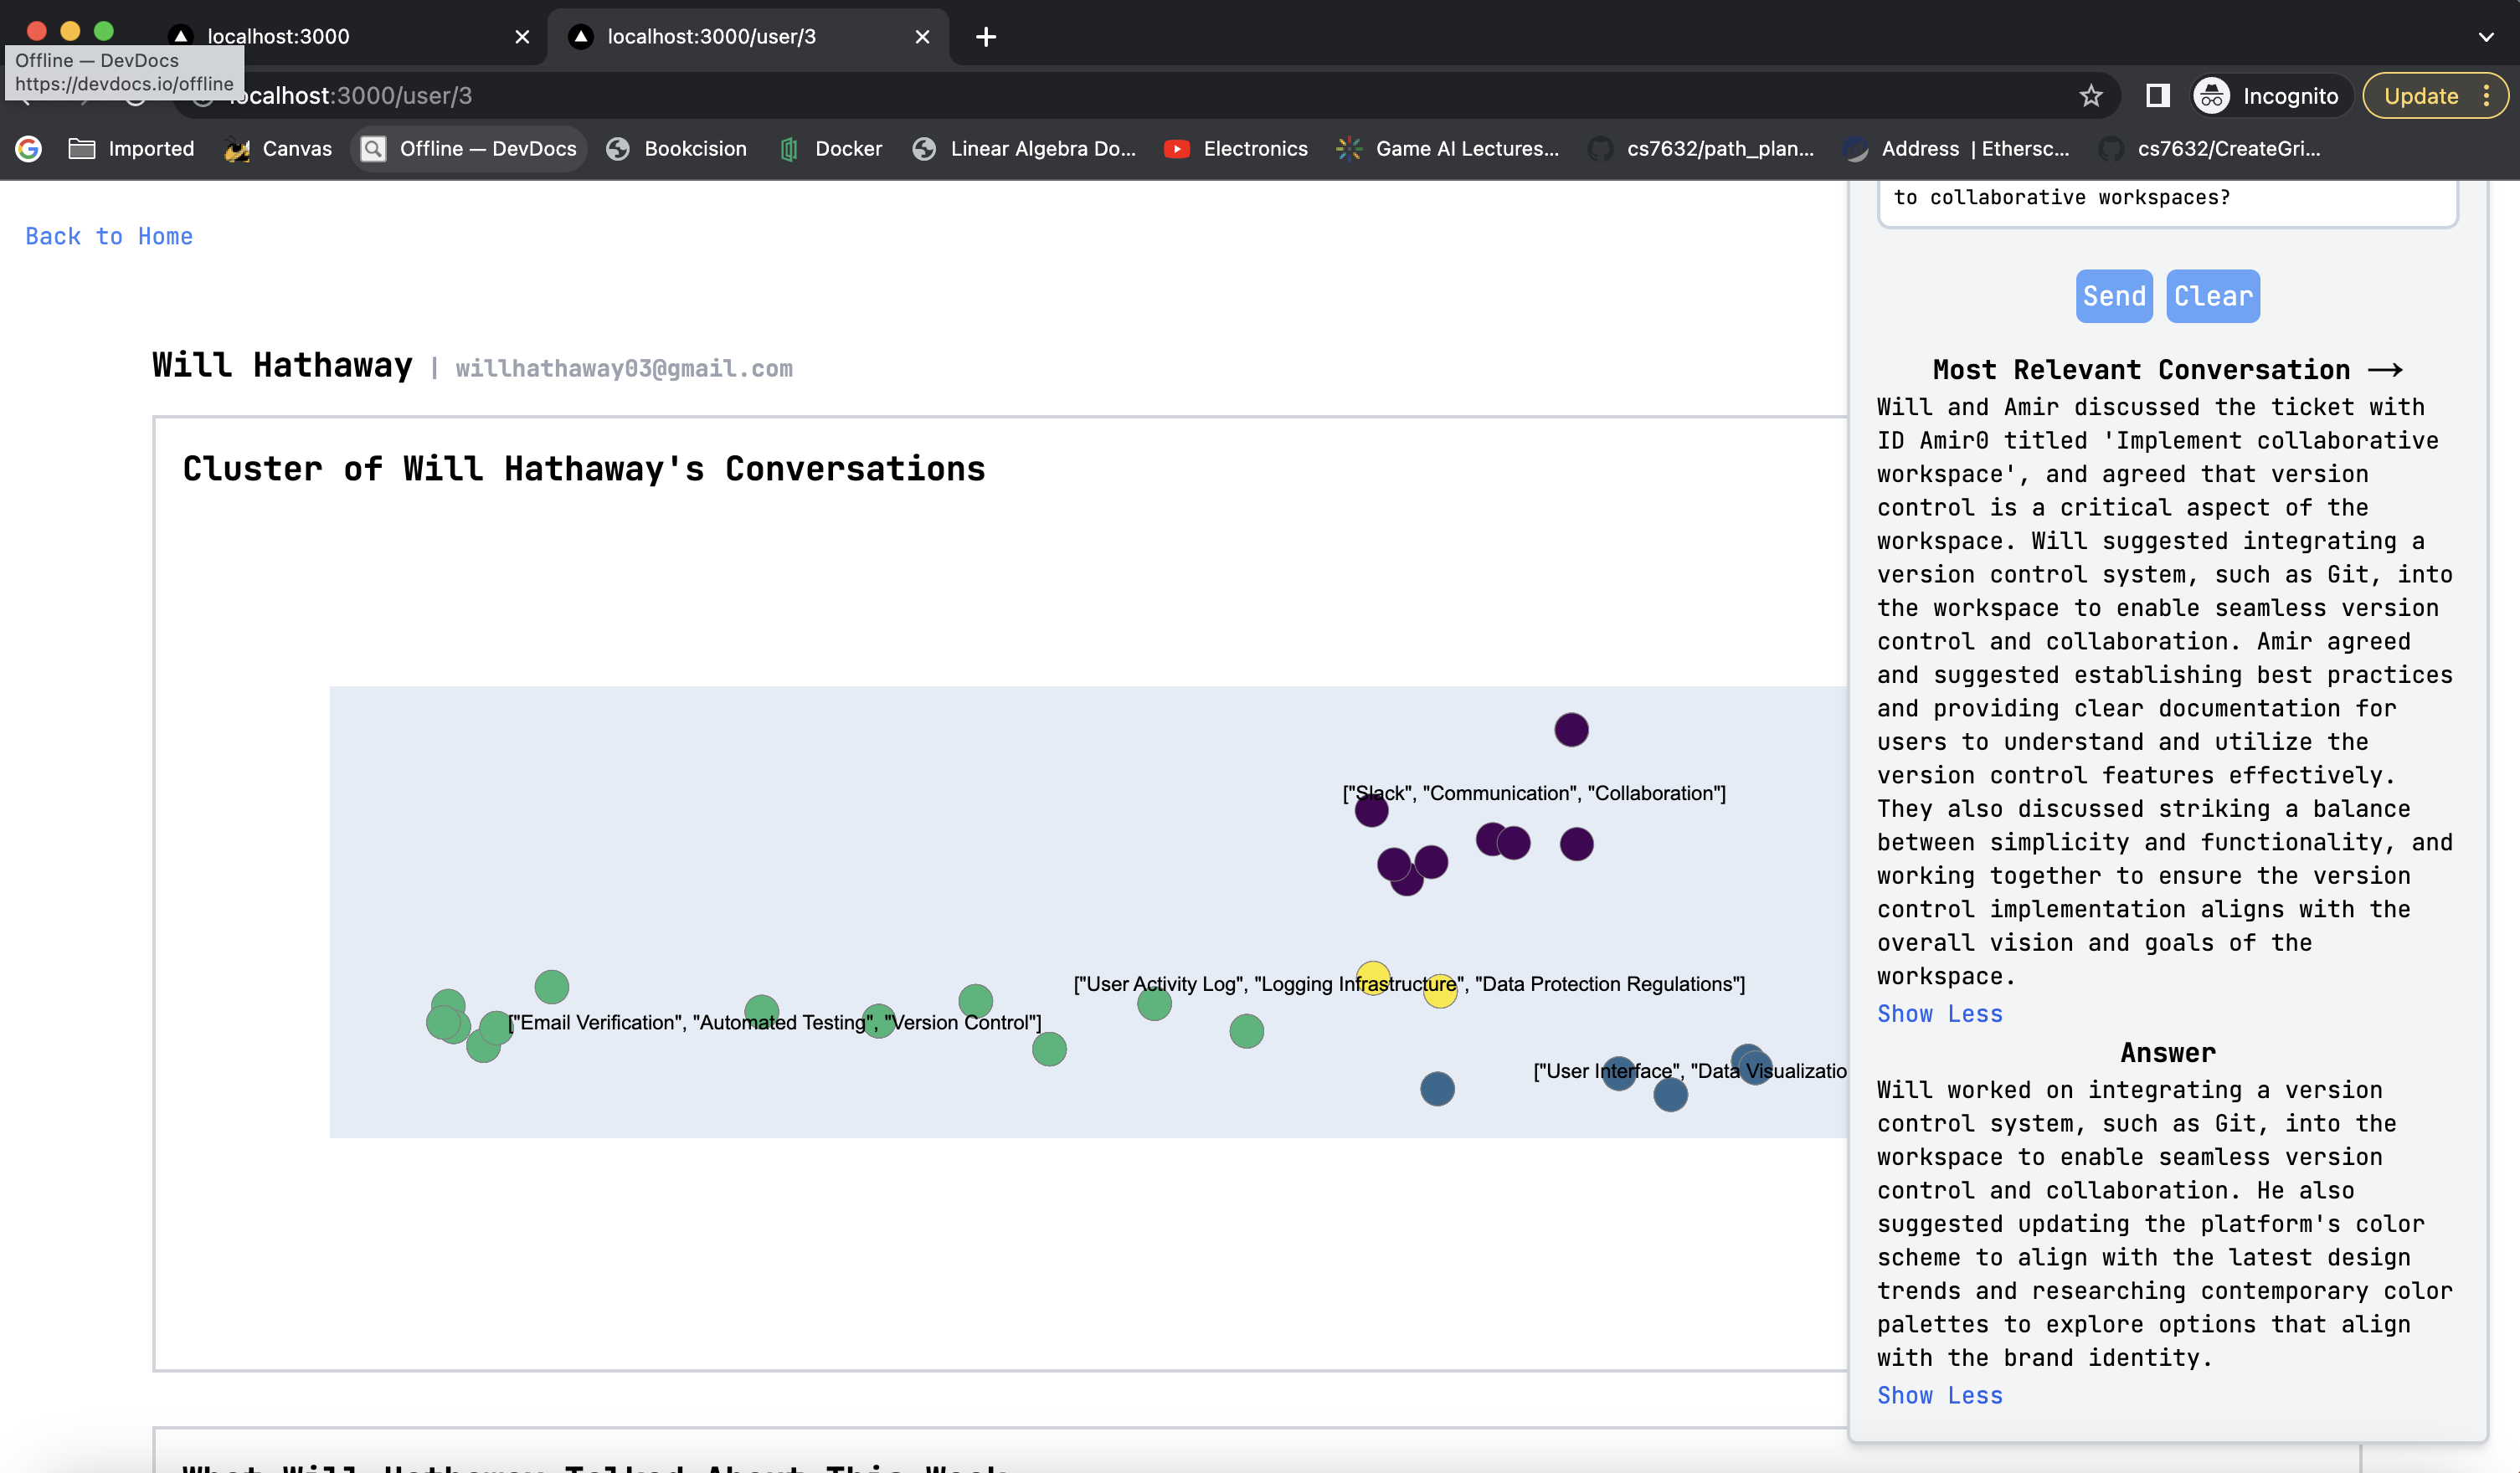 localhost:3000
localhost:3000/user/3
Offline — DevDocs
https://devdocs.io/offline
localhost:3000/user/3
Incognito
Update
Imported
Canvas
Offline — DevDocs
Bookcision
Docker
Linear Algebra Do...
Electronics
Game AI Lectures...
cs7632/path_plan...
Address | Ethersc...
cs7632/CreateGri...
Back to Home
Will Hathaway | willhathaway03@gmail.com
Cluster of Will Hathaway's Conversations
["Slack", "Communication", "Collaboration"]
["User Activity Log", "Logging Infrastructure", "Data Protection Regulations"]
["Email Verification", "Automated Testing", "Version Control"]
["User Interface", "Data Visualizatio
What Will Hathaway Talked About This Week
to collaborative workspaces?
Send
Clear
Most Relevant Conversation →
Will and Amir discussed the ticket with
ID Amir0 titled 'Implement collaborative
workspace', and agreed that version
control is a critical aspect of the
workspace. Will suggested integrating a
version control system, such as Git, into
the workspace to enable seamless version
control and collaboration. Amir agreed
and suggested establishing best practices
and providing clear documentation for
users to understand and utilize the
version control features effectively.
They also discussed striking a balance
between simplicity and functionality, and
working together to ensure the version
control implementation aligns with the
overall vision and goals of the
workspace.
Show Less
Answer
Will worked on integrating a version
control system, such as Git, into the
workspace to enable seamless version
control and collaboration. He also
suggested updating the platform's color
scheme to align with the latest design
trends and researching contemporary color
palettes to explore options that align
with the brand identity.
Show Less